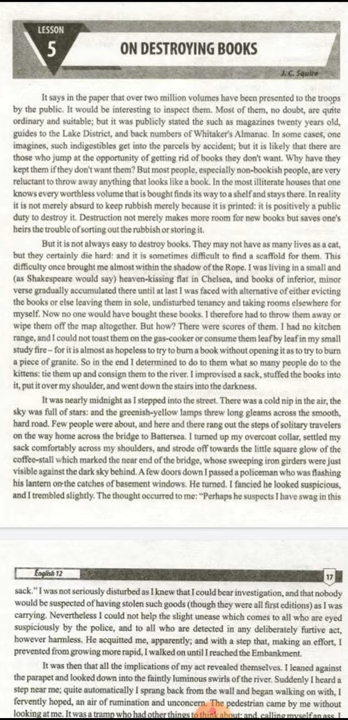 LESSON
5
ON DESTROYING BOOKS
J. C. Squire
It says in the paper that over two million volumes have been presented to the troops
by the public. It would be interesting to inspect them. Most of them, no doubt, are quite
ordinary and suitable; but it was publicly stated the such as magazines twenty years old,
guides to the Lake District, and back numbers of Whitaker's Almanac. In some cases, one
imagines, such indigestibles get into the parcels by accident; but it is likely that there are
those who jump at the opportunity of getting rid of books they don't want. Why have they
kept them if they don't want them? But most people, especially non-bookish people, are very
reluctant to throw away anything that looks like a book. In the most illiterate houses that one
knows every worthless volume that is bought finds its way to a shelf and stays there. In reality
it is not merely absurd to keep rubbish merely because it is printed: it is positively a public
duty to destroy it. Destruction not merely makes more room for new books but saves one's
heirs the trouble of sorting out the rubbish or storing it.
But it is not always easy to destroy books. They may not have as many lives as a cat,
but they certainly die hard: and it is sometimes difficult to find a scaffold for them. This
difficulty once brought me almost within the shadow of the Rope. I was living in a small and
(as Shakespeare would say) heaven-kissing flat in Chelsea, and books of inferior, minor
verse gradually accumulated there until at last I was faced with alternative of either evicting
the books or else leaving them in sole, undisturbed tenancy and taking rooms elsewhere for
myself. Now no one would have bought these books. I therefore had to throw them away or
wipe them off the map altogether. But how? There were scores of them. I had no kitchen
range, and I could not toast them on the gas-cooker or consume them leaf by leaf in my small
study fire – for it is almost as hopeless to try to burn a book without opening it as to try to burn
a piece of granite. So in the end I determined to do to them what so many people do to the
kittens: tie them up and consign them to the river. I improvised a sack, stuffed the books into
it, put it over my shoulder, and went down the stairs into the darkness.
It was nearly midnight as I stepped into the street. There was a cold nip in the air, the
sky was full of stars: and the greenish-yellow lamps threw long gleams across the smooth,
hard road. Few people were about, and here and there rang out the steps of solitary travelers
on the way home across the bridge to Battersea. I turned up my overcoat collar, settled my
sack comfortably across my shoulders, and strode off towards the little square glow of the
coffee-stall which marked the near end of the bridge, whose sweeping iron girders were just
visible against the dark sky behind. A few doors down I passed a policeman who was flashing
his lantern on the catches of basement windows. He turned. I fancied he looked suspicious,
and I trembled slightly. The thought occurred to me: "Perhaps he suspects I have swag in this
English 12
17
sack." I was not seriously disturbed as I knew that I could bear investigation, and that nobody
would be suspected of having stolen such goods (though they were all first editions) as I was
carrying. Nevertheless I could not help the slight unease which comes to all who are eyed
suspiciously by the police, and to all who are detected in any deliberately furtive act,
however harmless. He acquitted me, apparently; and with a step that, making an effort, I
prevented from growing more rapid, I walked on until I reached the Embankment.
It was then that all the implications of my act revealed themselves. I leaned against
the parapet and looked down into the faintly luminous swirls of the river. Suddenly I heard a
step near me; quite automatically I sprang back from the wall and began walking on with, I
fervently hoped, an air of rumination and unconcern. The pedestrian came by me without
looking at me. It was a tramp who had other things to think about: and, calling myself an ass, I